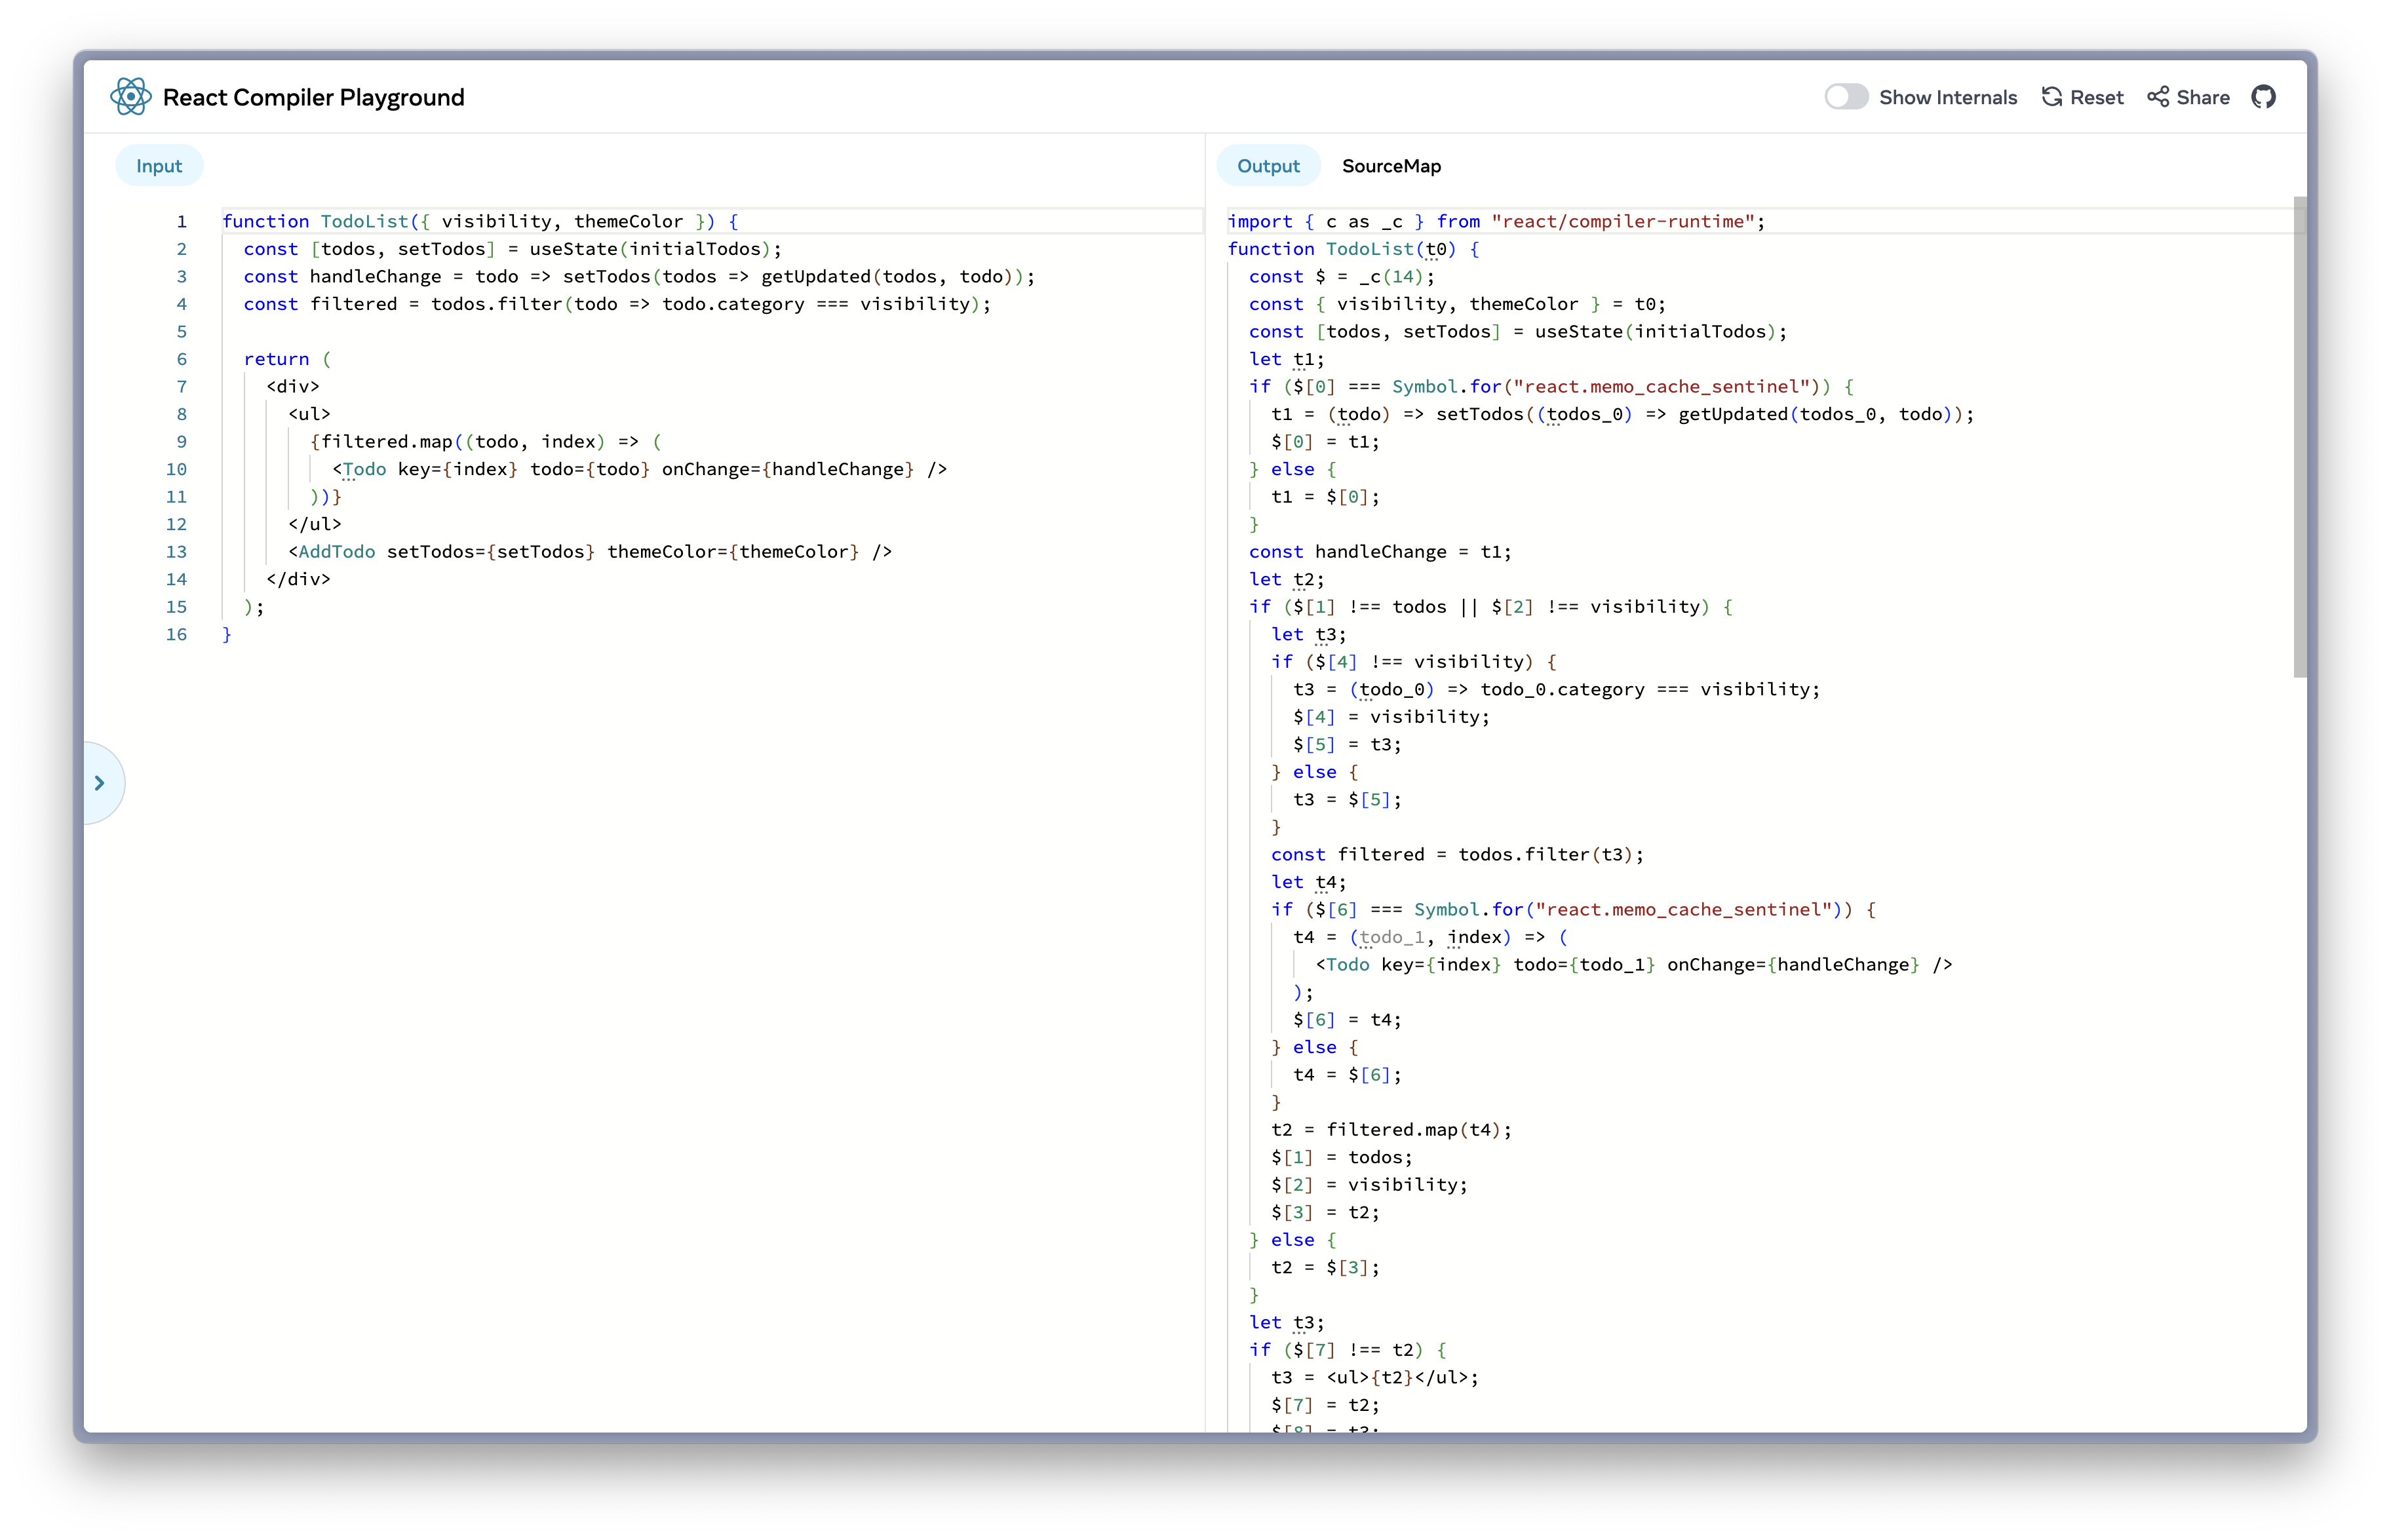 React Compiler Playground
Show Internals
Reset
Share
Input
1 function TodoList({ visibility, themeColor }) {
2   const [todos, setTodos] = useState(initialTodos);
3   const handleChange = todo => setTodos(todos => getUpdated(todos, todo));
4   const filtered = todos.filter(todo => todo.category === visibility);
5
6   return (
7     <div>
8       <ul>
9         {filtered.map((todo, index) => (
10           <Todo key={index} todo={todo} onChange={handleChange} />
11         ))}
12       </ul>
13       <AddTodo setTodos={setTodos} themeColor={themeColor} />
14     </div>
15   );
16 }
Output SourceMap
import { c as _c } from "react/compiler-runtime";
function TodoList(t0) {
  const $ = _c(14);
  const { visibility, themeColor } = t0;
  const [todos, setTodos] = useState(initialTodos);
  let t1;
  if ($[0] === Symbol.for("react.memo_cache_sentinel")) {
    t1 = (todo) => setTodos((todos_0) => getUpdated(todos_0, todo));
    $[0] = t1;
  } else {
    t1 = $[0];
  }
  const handleChange = t1;
  let t2;
  if ($[1] !== todos || $[2] !== visibility) {
    let t3;
    if ($[4] !== visibility) {
      t3 = (todo_0) => todo_0.category === visibility;
      $[4] = visibility;
      $[5] = t3;
    } else {
      t3 = $[5];
    }
    const filtered = todos.filter(t3);
    let t4;
    if ($[6] === Symbol.for("react.memo_cache_sentinel")) {
      t4 = (todo_1, index) => (
        <Todo key={index} todo={todo_1} onChange={handleChange} />
      );
      $[6] = t4;
    } else {
      t4 = $[6];
    }
    t2 = filtered.map(t4);
    $[1] = todos;
    $[2] = visibility;
    $[3] = t2;
  } else {
    t2 = $[3];
  }
  let t3;
  if ($[7] !== t2) {
    t3 = <ul>{t2}</ul>;
    $[7] = t2;
    $[8] = t3;